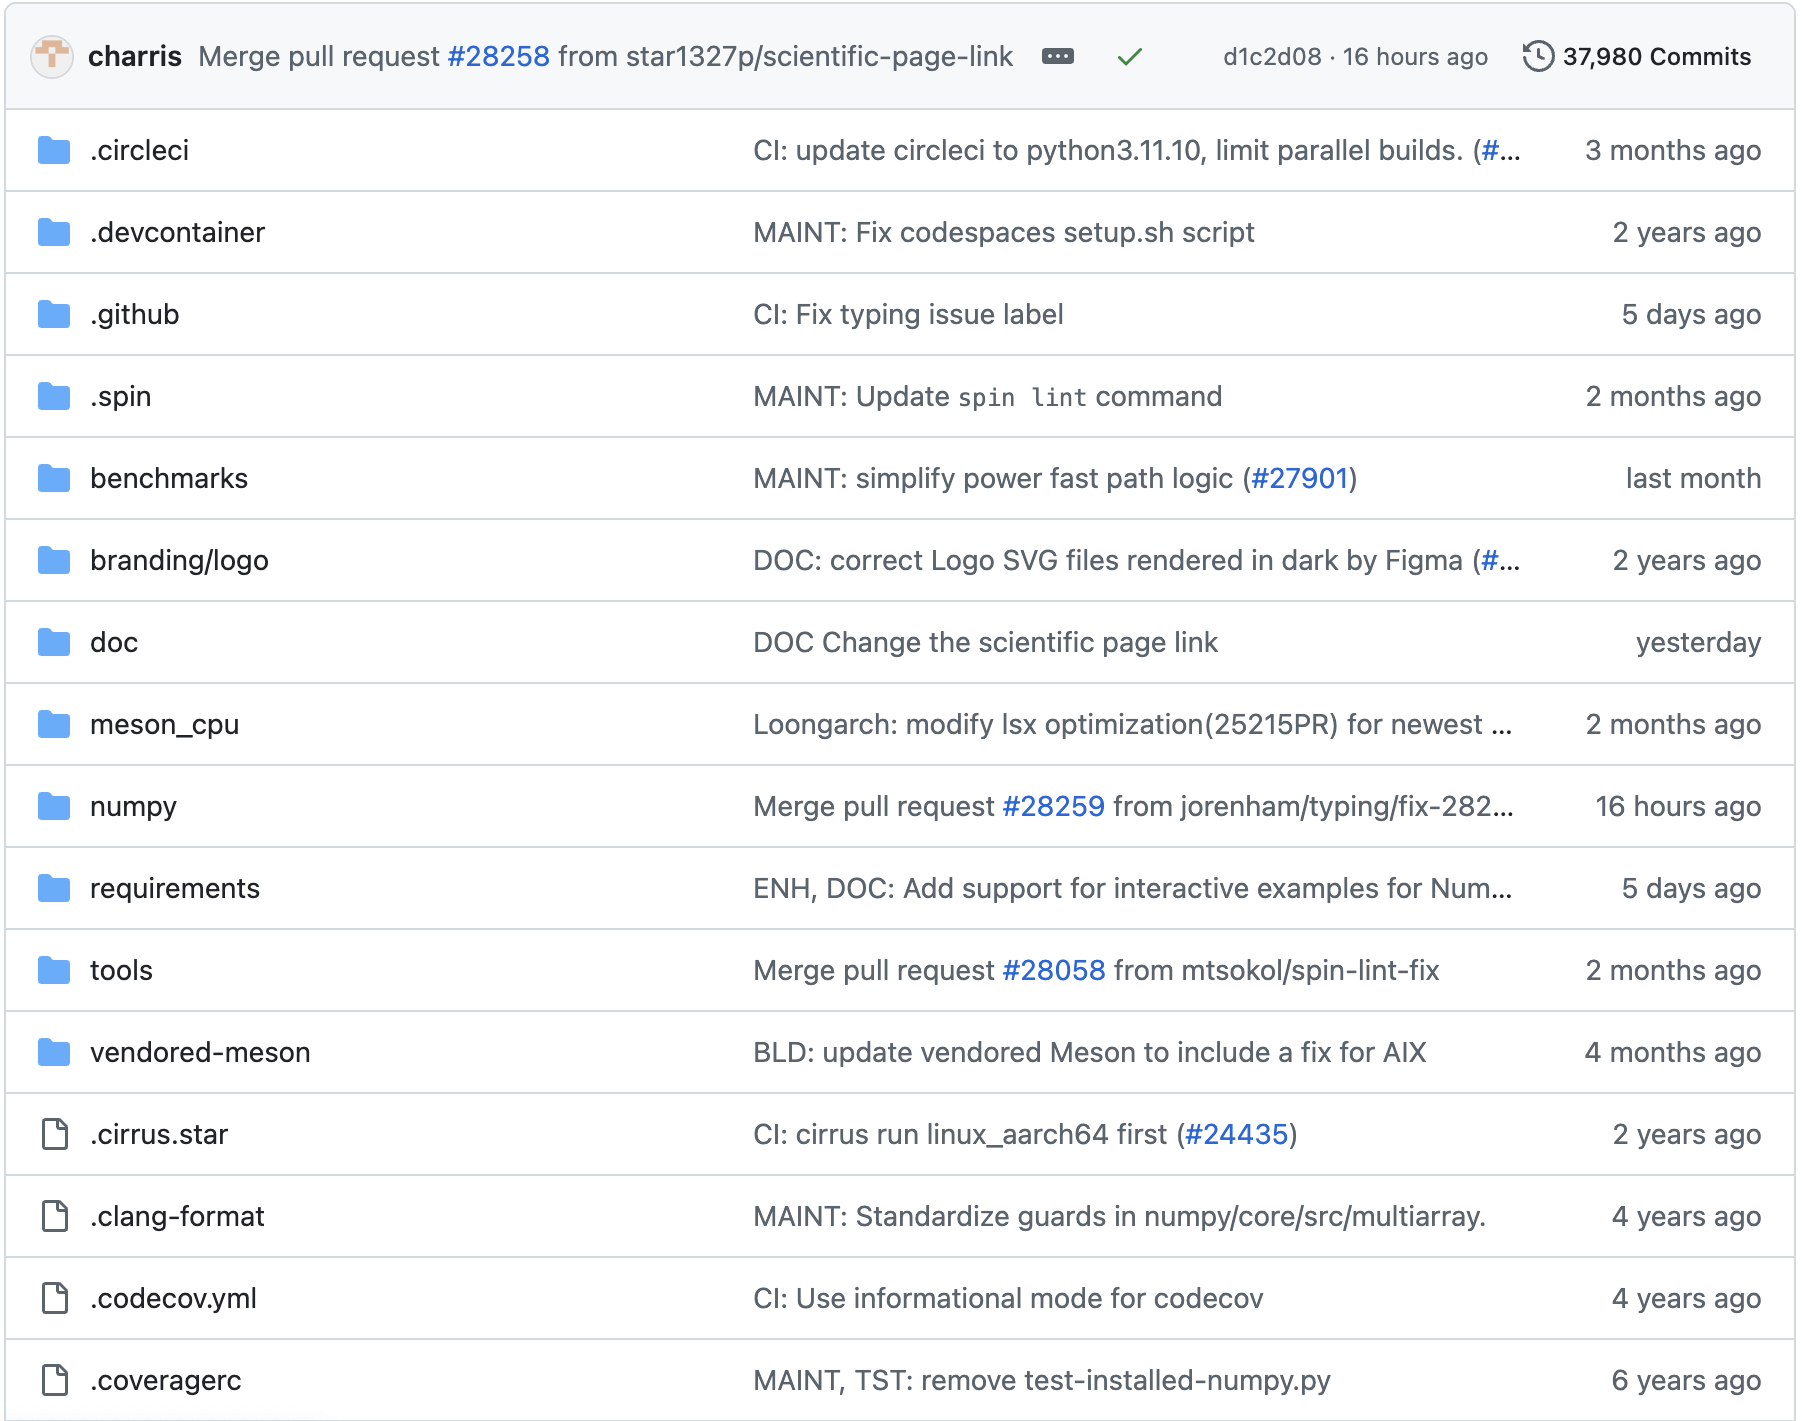 charris Merge pull request #28258 from star1327p/scientific-page-link ... d1c2d08 · 16 hours ago 37,980 Commits
.circleci CI: update circleci to python3.11.10, limit parallel builds. (#... 3 months ago
.devcontainer MAINT: Fix codespaces setup.sh script 2 years ago
.github CI: Fix typing issue label 5 days ago
.spin MAINT: Update spin lint command 2 months ago
benchmarks MAINT: simplify power fast path logic (#27901) last month
branding/logo DOC: correct Logo SVG files rendered in dark by Figma (#... 2 years ago
doc DOC Change the scientific page link yesterday
meson_cpu Loongarch: modify lsx optimization(25215PR) for newest ... 2 months ago
numpy Merge pull request #28259 from jorenham/typing/fix-282... 16 hours ago
requirements ENH, DOC: Add support for interactive examples for Num... 5 days ago
tools Merge pull request #28058 from mtsokol/spin-lint-fix 2 months ago
vendored-meson BLD: update vendored Meson to include a fix for AIX 4 months ago
.cirrus.star CI: cirrus run linux_aarch64 first (#24435) 2 years ago
.clang-format MAINT: Standardize guards in numpy/core/src/multiarray. 4 years ago
.codecov.yml CI: Use informational mode for codecov 4 years ago
.coveragerc MAINT, TST: remove test-installed-numpy.py 6 years ago